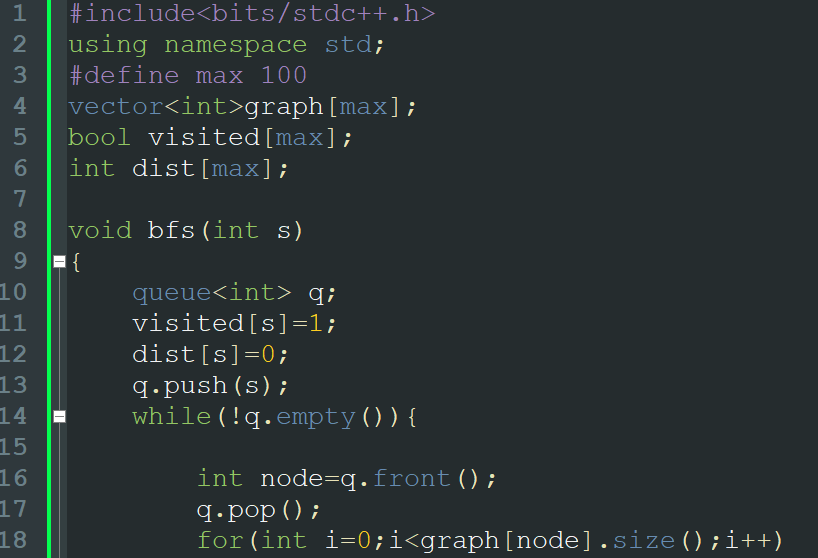 1 #include<bits/stdc++.h>
2 using namespace std;
3 #define max 100
4 vector<int>graph[max];
5 bool visited[max];
6 int dist[max];
7
8 void bfs(int s)
9 {
10     queue<int> q;
11     visited[s]=1;
12     dist[s]=0;
13     q.push(s);
14     while(!q.empty()){
15
16         int node=q.front();
17         q.pop();
18         for(int i=0;i<graph[node].size();i++)